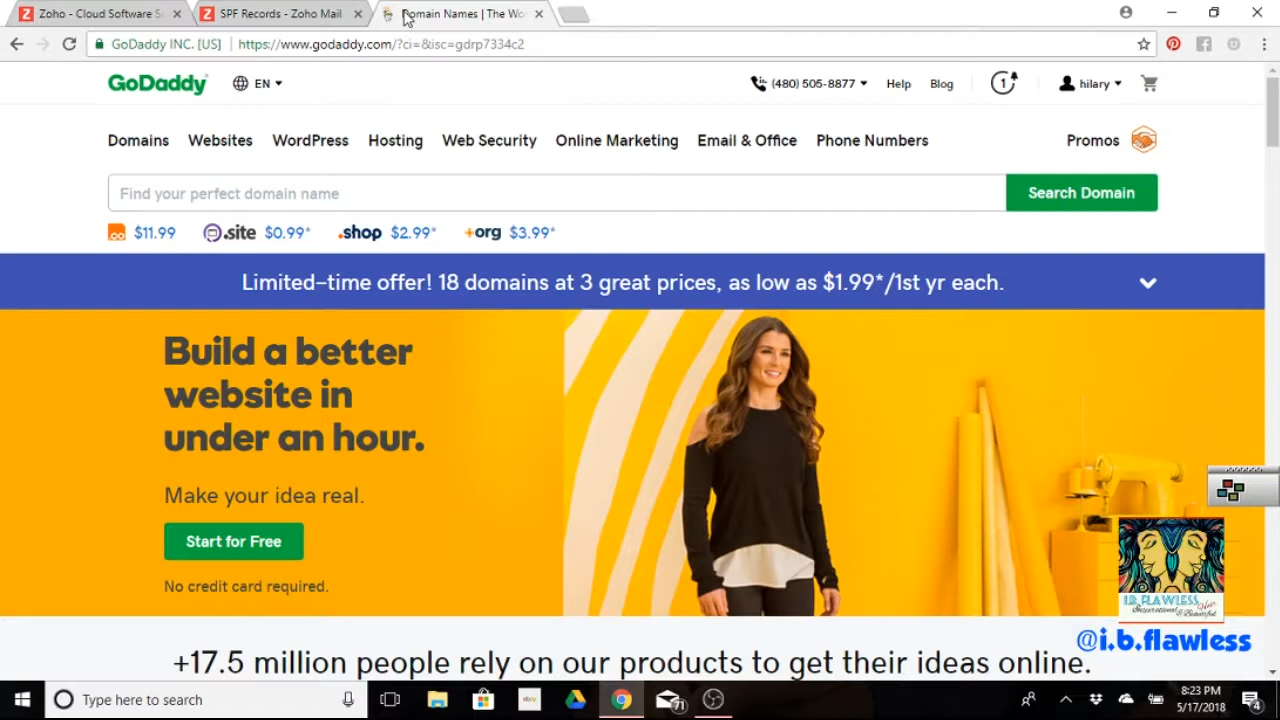 Zoho - Cloud Software S
SPF Records - Zoho Mail
Domain Names | The Wo
GoDaddy INC. [US]
https://www.godaddy.com/?ci=&isc=gdrp7334c2
GoDaddy
EN
(480) 505-8877
Help
Blog
1
hilary
Domains
Websites
WordPress
Hosting
Web Security
Online Marketing
Email & Office
Phone Numbers
Promos
Find your perfect domain name
Search Domain
$11.99
.site $0.99*
.shop $2.99*
org $3.99*
Limited-time offer! 18 domains at 3 great prices, as low as $1.99*/1st yr each.
Build a better
website in
under an hour.
Make your idea real.
Start for Free
No credit card required.
I.B. FLAWLESS Hair
@i.b.flawless
+17.5 million people rely on our products to get their ideas online.
Type here to search
ebay
71
8:23 PM
5/17/2018
4